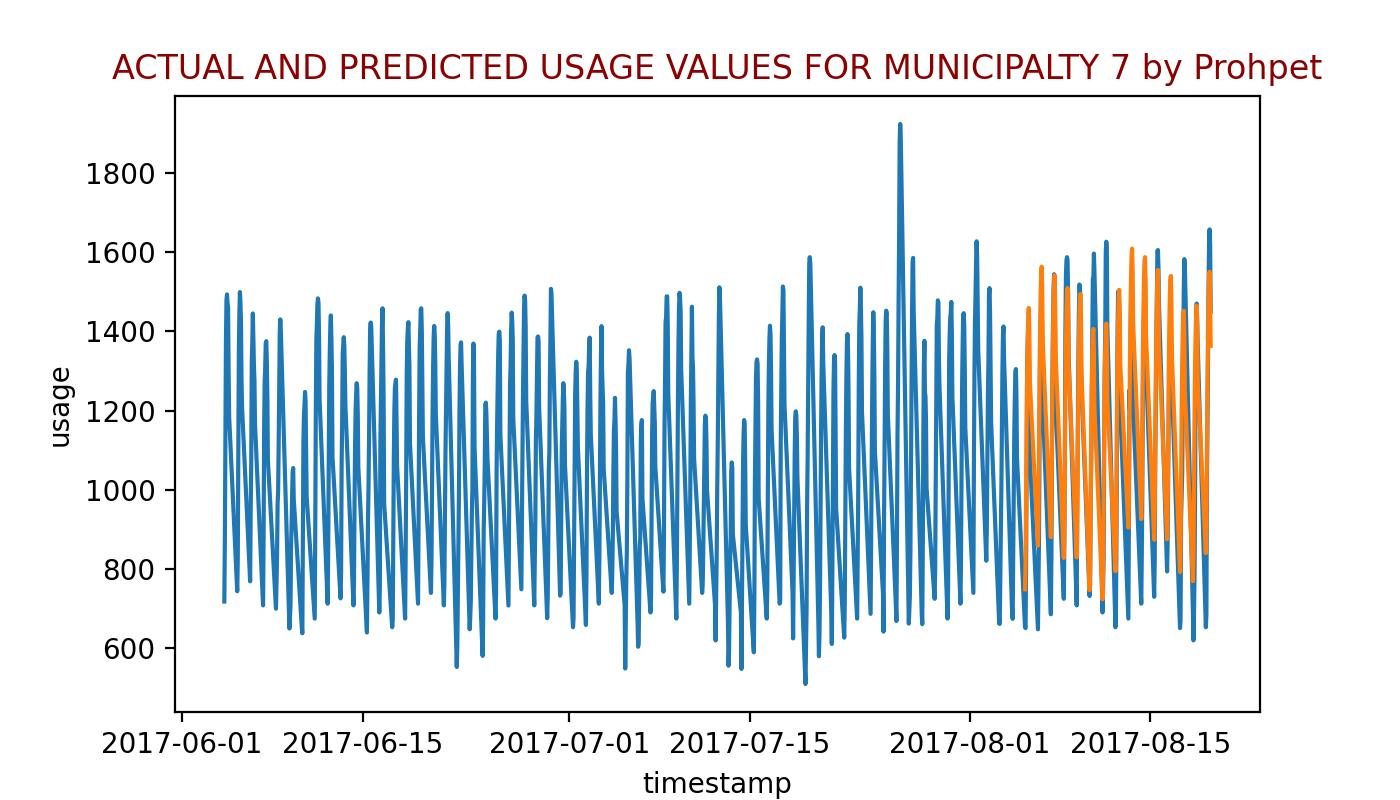 ACTUAL AND PREDICTED USAGE VALUES FOR MUNICIPALTY 7 by Prohpet
1800
1600
1400
1200
1000
800
600
usage
2017-06-01 2017-06-15 2017-07-01 2017-07-15 2017-08-01 2017-08-15
timestamp